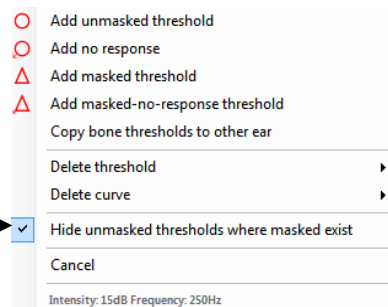 Add unmasked threshold
Add no response
Add masked threshold
Add masked-no-response threshold
Copy bone thresholds to other ear
Delete threshold
Delete curve
Hide unmasked thresholds where masked exist
Cancel
Intensity: 15dB Frequency: 250Hz